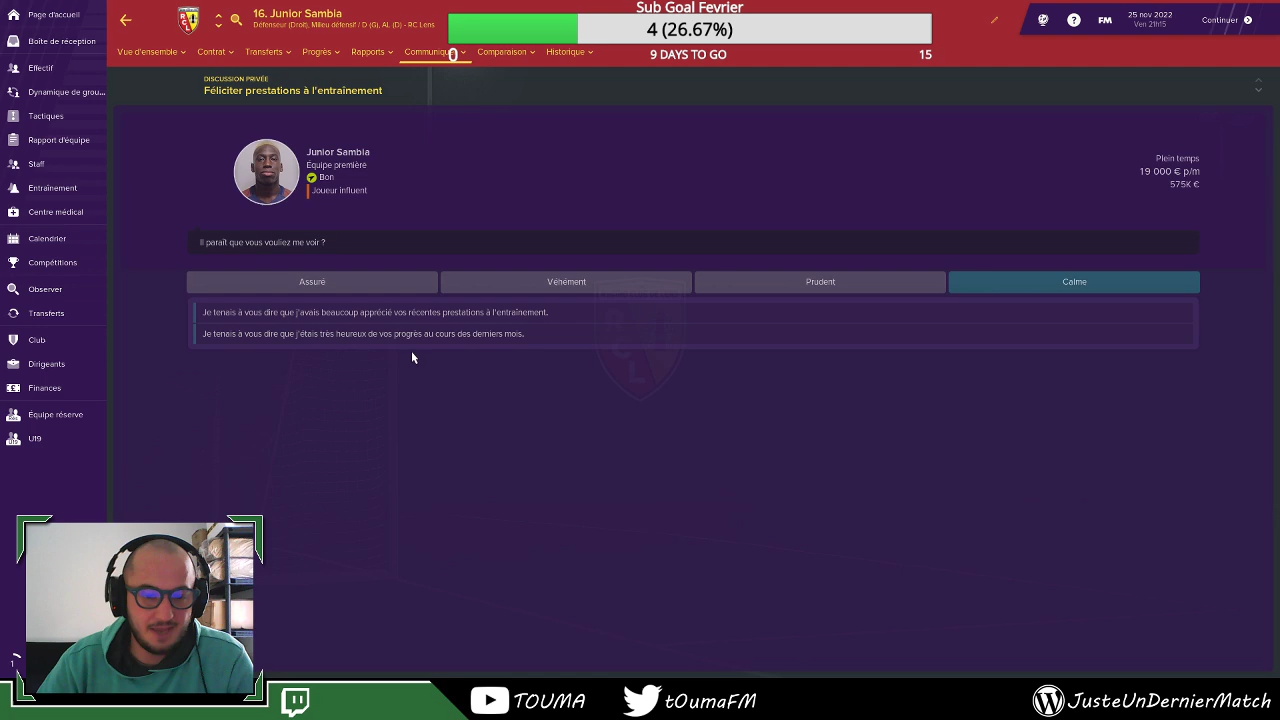 Sub Goal Fevrier
4 (26.67%)
0
9 DAYS TO GO
15
16. Junior Sambia
Défenseur (Droit), Milieu défensif / D (G), AL (D) - RC Lens
FM
25 nov 2022
Ven 21h15
Continuer
Vue d'ensemble
Contrat
Transferts
Progrès
Rapports
Comparaison
Historique
Page d'accueil
Boîte de réception
Effectif
Dynamique de grou...
Tactiques
Rapport d'équipe
Staff
Entraînement
Centre médical
Calendrier
Compétitions
Observer
Transferts
Club
Dirigeants
Finances
Équipe réserve
U19
DISCUSSION PRIVÉE
Féliciter prestations à l'entraînement
Junior Sambia
Équipe première
Bon
Joueur influent
Plein temps
19 000 € p/m
575K €
Il paraît que vous vouliez me voir ?
Assuré
Véhément
Prudent
Calme
Je tenais à vous dire que j'avais beaucoup apprécié vos récentes prestations à l'entraînement.
Je tenais à vous dire que j'étais très heureux de vos progrès au cours des derniers mois.
TOUMA
tOumaFM
JusteUnDernierMatch